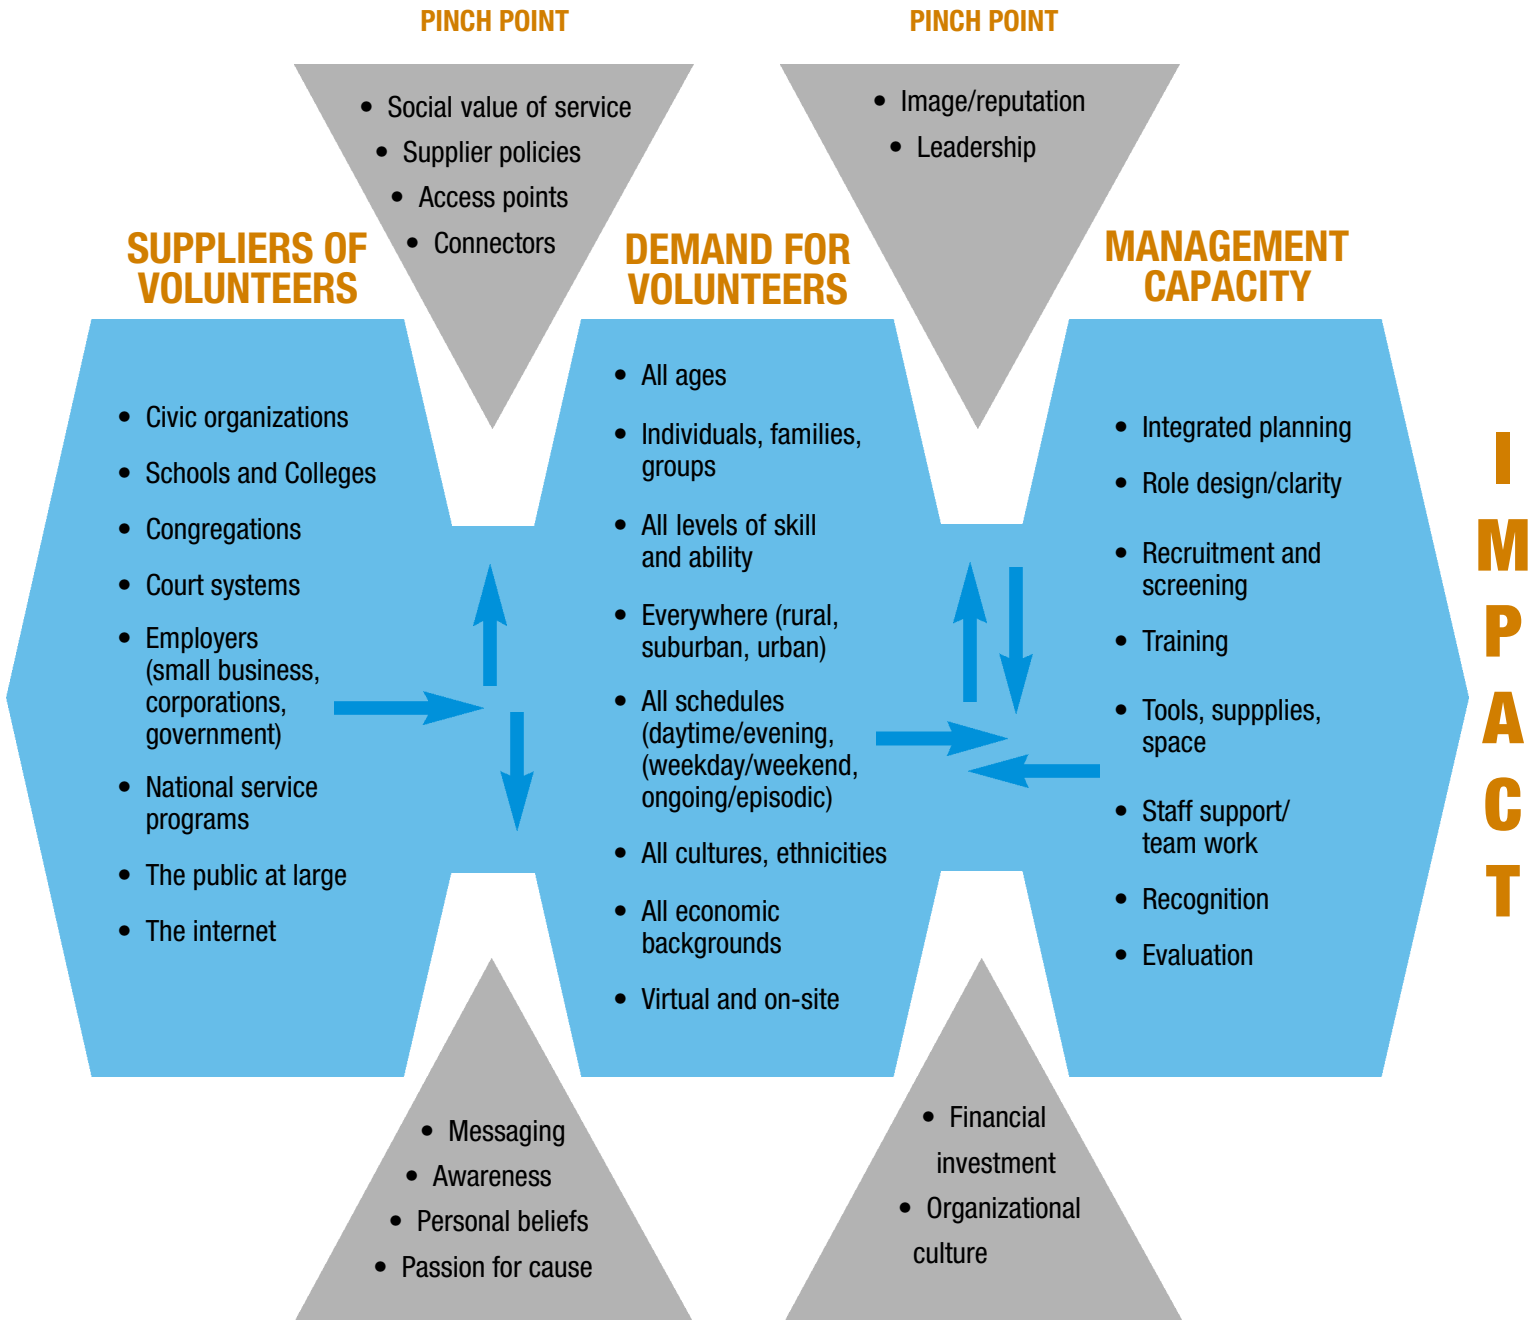 PINCH POINT
• Social value of service
• Supplier policies
• Access points
• Connectors
PINCH POINT
• Image/reputation
• Leadership
SUPPLIERS OF
VOLUNTEERS
• Civic organizations
• Schools and Colleges
• Congregations
• Court systems
• Employers
(small business,
corporations,
government)
• National service
programs
• The public at large
• The internet
DEMAND FOR
VOLUNTEERS
• All ages
• Individuals, families,
groups
• All levels of skill
and ability
• Everywhere (rural,
suburban, urban)
• All schedules
(daytime/evening,
(weekday/weekend,
ongoing/episodic)
• All cultures, ethnicities
• All economic
backgrounds
• Virtual and on-site
MANAGEMENT
CAPACITY
• Integrated planning
• Role design/clarity
• Recruitment and
screening
• Training
• Tools, suppplies,
space
• Staff support/
team work
• Recognition
• Evaluation
IMPACT
• Messaging
• Awareness
• Personal beliefs
• Passion for cause
• Financial
investment
• Organizational
culture